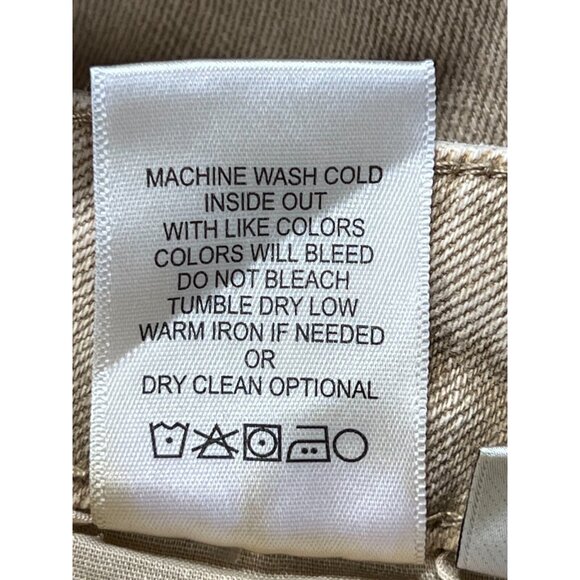 MACHINE WASH COLD
INSIDE OUT
WITH LIKE COLORS
COLORS WILL BLEED
DO NOT BLEACH
TUMBLE DRY LOW
WARM IRON IF NEEDED
OR
DRY CLEAN OPTIONAL